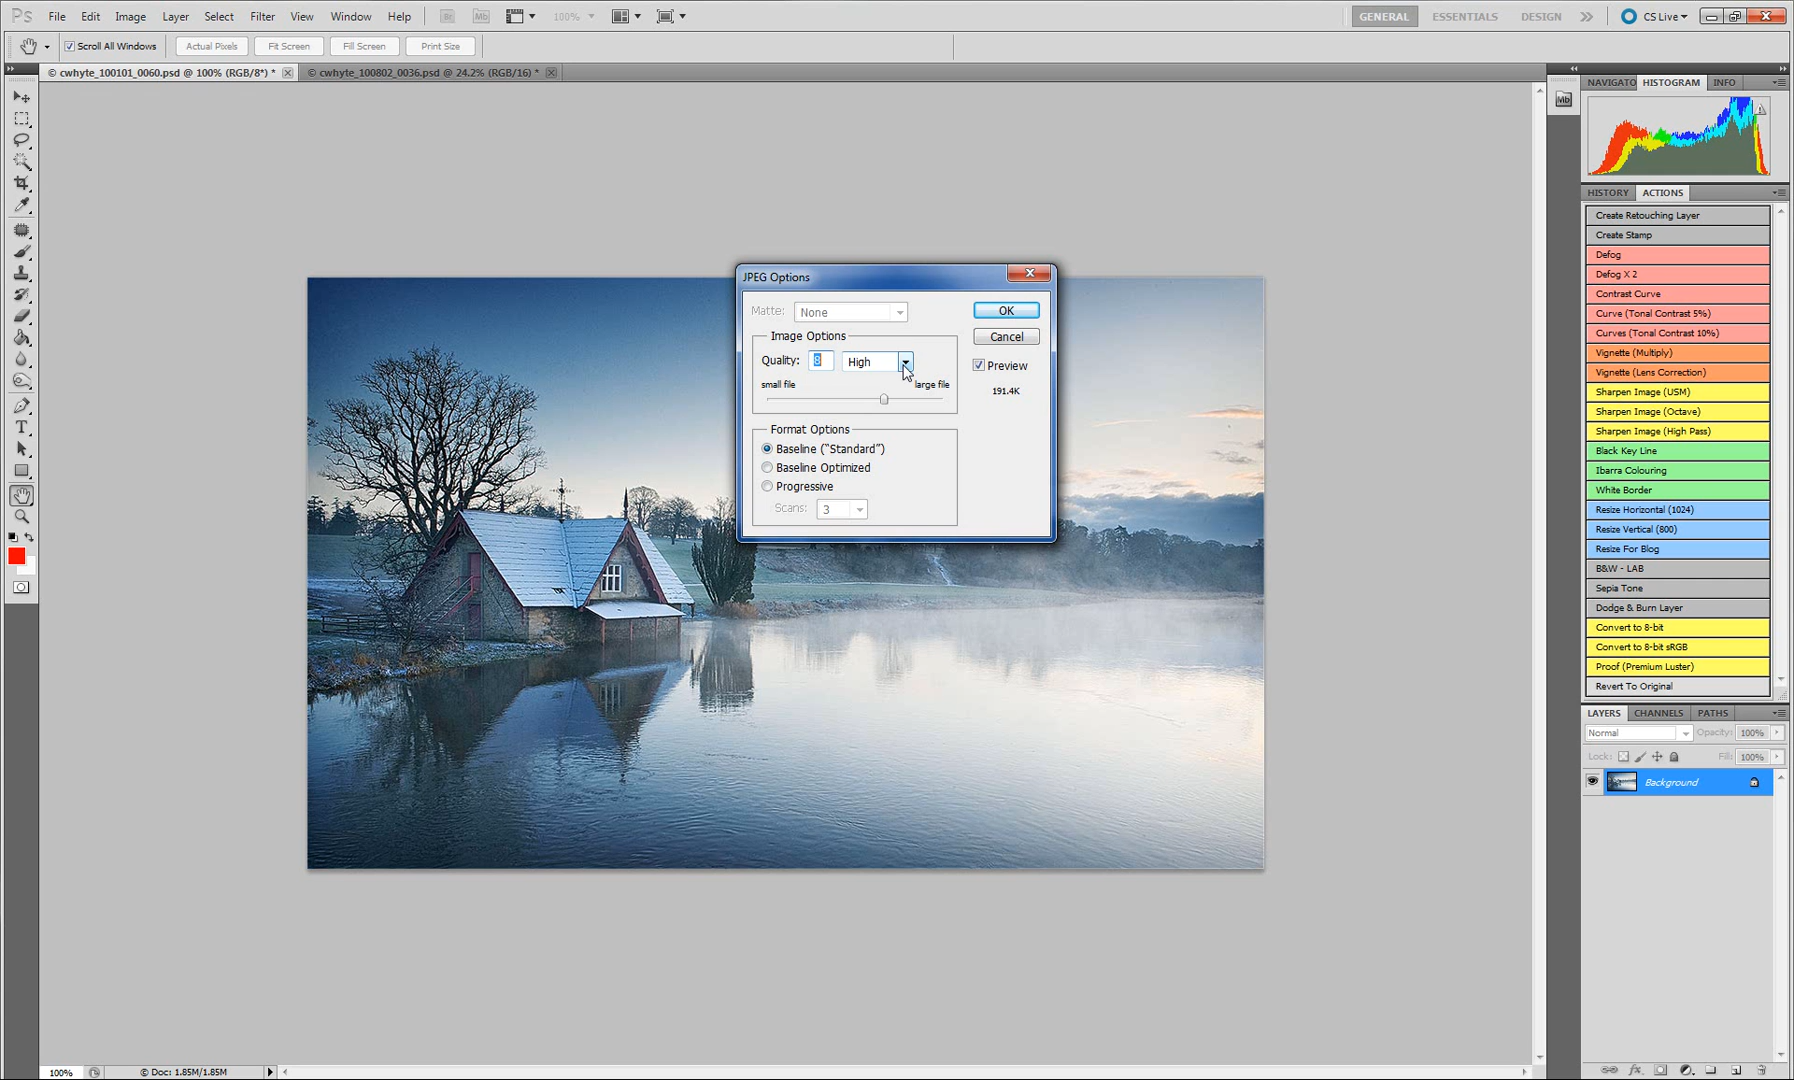 Ps File Edit Image Layer Select Filter View Window Help Br Mb 100% GENERAL ESSENTIALS DESIGN CS Live
Scroll All Windows Actual Pixels Fit Screen Fill Screen Print Size
© cwhyte_100101_0060.psd @ 100% (RGB/8*) *
© cwhyte_100802_0036.psd @ 24.2% (RGB/16) *
Mb
NAVIGATO HISTOGRAM INFO
HISTORY ACTIONS
Create Retouching Layer
Create Stamp
Defog
Defog X 2
Contrast Curve
Curve (Tonal Contrast 5%)
Curves (Tonal Contrast 10%)
Vignette (Multiply)
Vignette (Lens Correction)
Sharpen Image (USM)
Sharpen Image (Octave)
Sharpen Image (High Pass)
Black Key Line
Ibarra Colouring
White Border
Resize Horizontal (1024)
Resize Vertical (800)
Resize For Blog
B&W - LAB
Sepia Tone
Dodge & Burn Layer
Convert to 8-bit
Convert to 8-bit sRGB
Proof (Premium Luster)
Revert To Original
LAYERS CHANNELS PATHS
Normal Opacity: 100%
Lock: Fill: 100%
Background
JPEG Options
Matte: None
OK
Image Options
Cancel
Quality: 8 High
Preview
small file large file
191.4K
Format Options
Baseline ("Standard")
Baseline Optimized
Progressive
Scans: 3
100% © Doc: 1.85M/1.85M